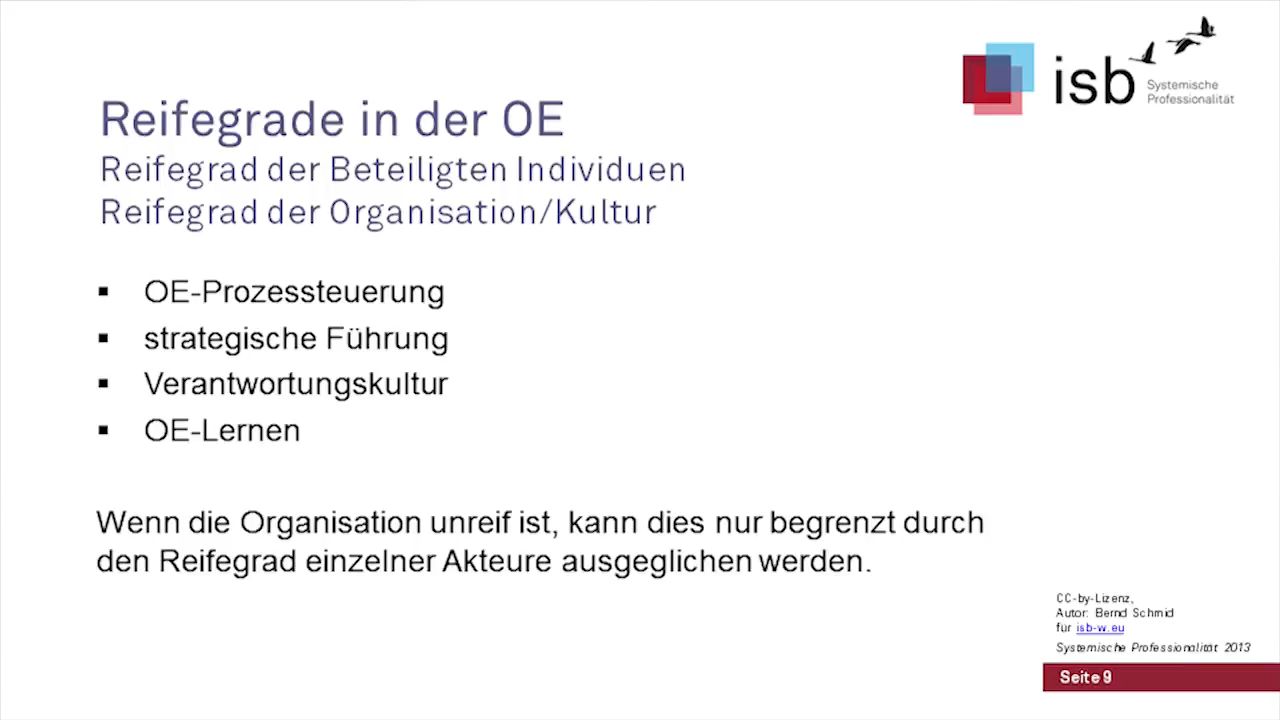 isb
Systemische
Professionalität
Reifegrade in der OE
Reifegrad der Beteiligten Individuen
Reifegrad der Organisation/Kultur
▪ OE-Prozessteuerung
▪ strategische Führung
▪ Verantwortungskultur
▪ OE-Lernen
Wenn die Organisation unreif ist, kann dies nur begrenzt durch
den Reifegrad einzelner Akteure ausgeglichen werden.
CC-by-Lizenz,
Autor: Bernd Schmid
für isb-w.eu
Systemische Professionalität 2013
Seite 9